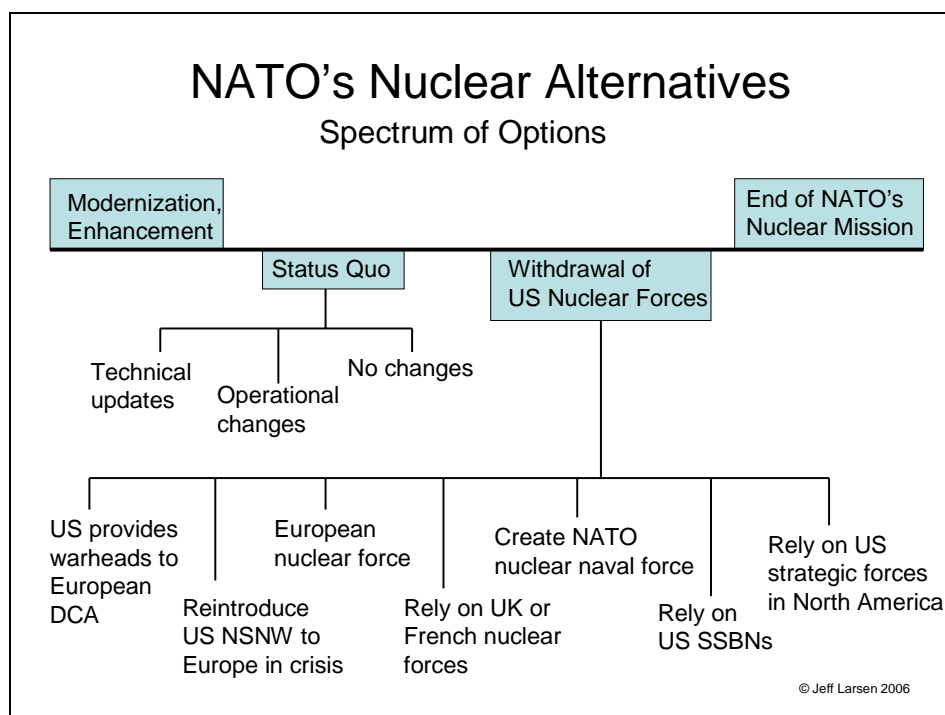 NATO’s Nuclear Alternatives
Spectrum of Options
Modernization,
Enhancement
End of NATO’s
Nuclear Mission
Status Quo
Withdrawal of
US Nuclear Forces
Technical
updates
Operational
changes
No changes
US provides
warheads to
European
DCA
Reintroduce
US NSNW to
Europe in crisis
European
nuclear force
Rely on UK or
French nuclear
forces
Create NATO
nuclear naval force
Rely on
US SSBNs
Rely on US
strategic forces
in North America
© Jeff Larsen 2006